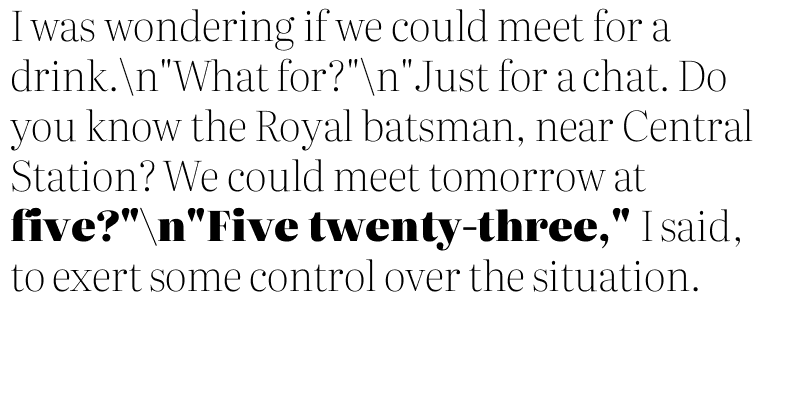 I was wondering if we could meet for a
drink.\n"What for?"\n"Just for a chat. Do
you know the Royal batsman, near Central
Station? We could meet tomorrow at
five?"\n"Five twenty-three," I said,
to exert some control over the situation.